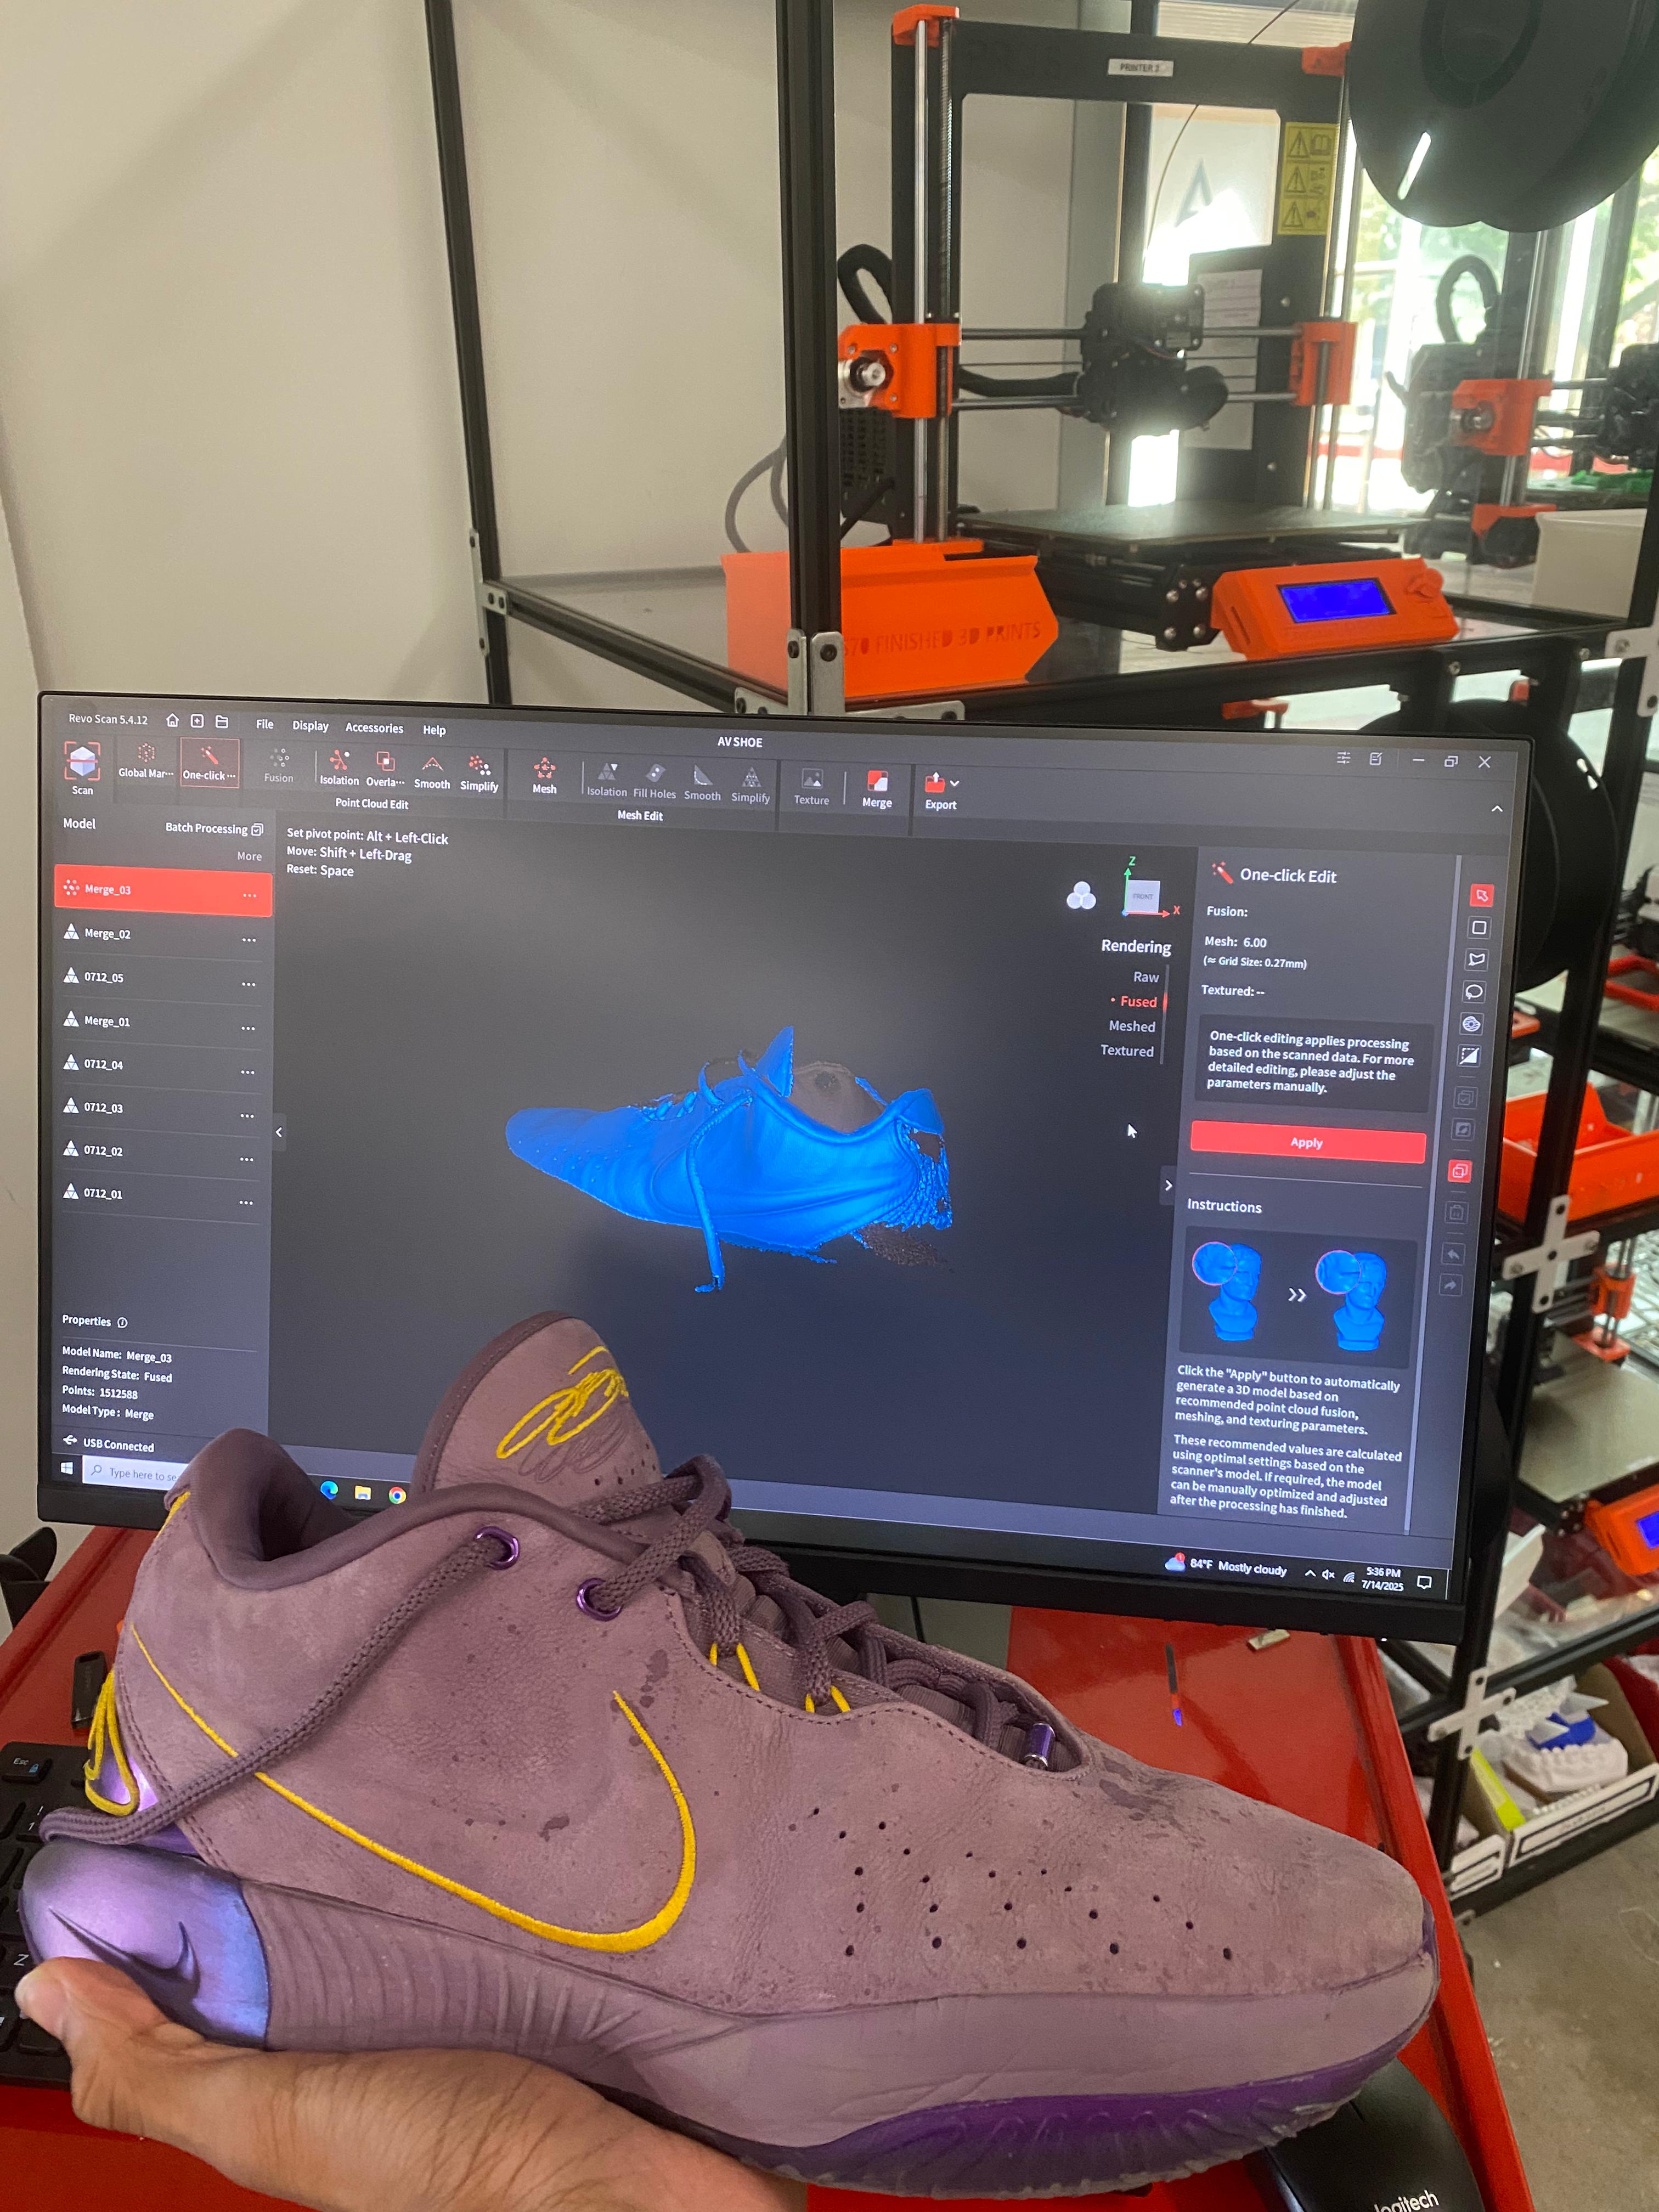 PRINTER 2
570 FINISHED 3D PRINTS
Revo Scan 5.4.12
File Display Accessories Help
AV SHOE
Scan
Global Mar···
One-click ···
Fusion
Isolation
Overla···
Smooth
Simplify
Point Cloud Edit
Mesh
Isolation
Fill Holes
Smooth
Simplify
Mesh Edit
Texture
Merge
Export
Model
Batch Processing
More
Merge_03 ...
Merge_02 ...
0712_05 ...
Merge_01 ...
0712_04 ...
0712_03 ...
0712_02 ...
0712_01 ...
Properties
Model Name: Merge_03
Rendering State: Fused
Points: 1512588
Model Type : Merge
USB Connected
Set pivot point: Alt + Left-Click
Move: Shift + Left-Drag
Reset: Space
Z
FRONT
X
Rendering
Raw
• Fused
Meshed
Textured
One-click Edit
Fusion:
Mesh: 6.00
(≈ Grid Size: 0.27mm)
Textured: --
One-click editing applies processing
based on the scanned data. For more
detailed editing, please adjust the
parameters manually.
Apply
Instructions
Click the "Apply" button to automatically
generate a 3D model based on
recommended point cloud fusion,
meshing, and texturing parameters.
These recommended values are calculated
using optimal settings based on the
scanner's model. If required, the model
can be manually optimized and adjusted
after the processing has finished.
Type here to se
84°F Mostly cloudy
5:36 PM
7/14/2025
Esc
Z
logitech